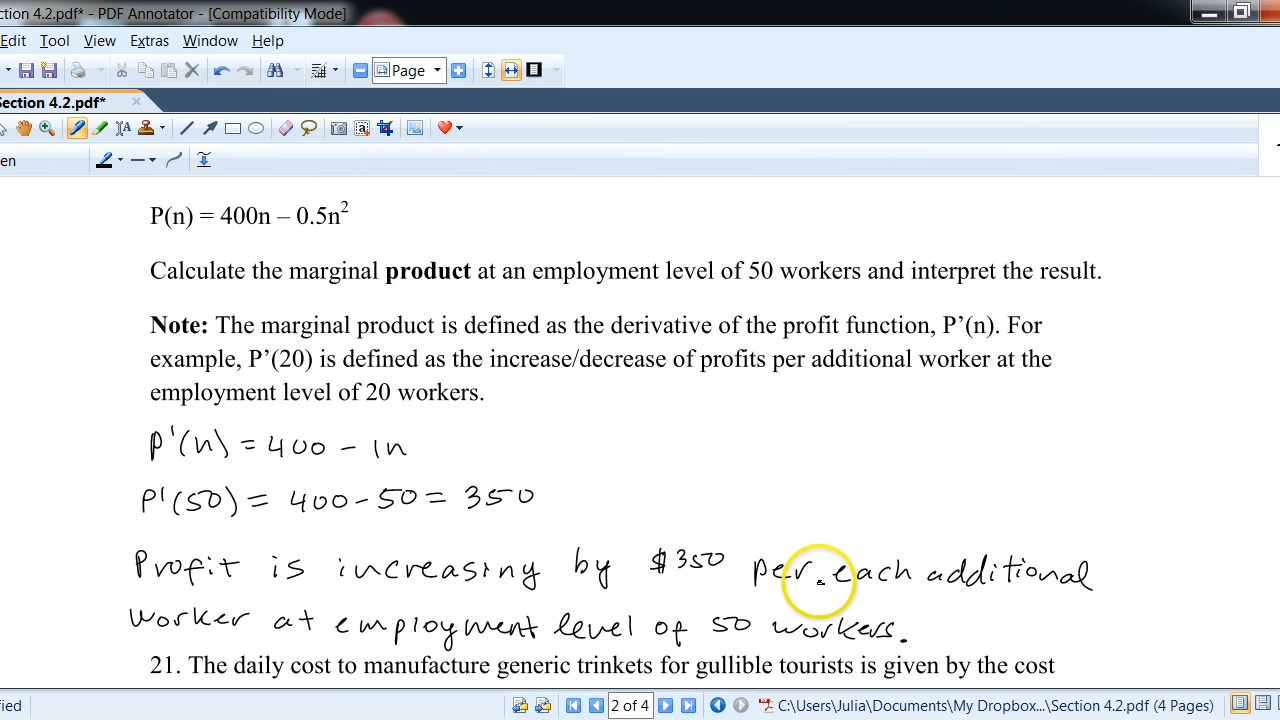 ction 4.2.pdf* - PDF Annotator - [Compatibility Mode]
Edit Tool View Extras Window Help
Page
Section 4.2.pdf*
en
P(n) = 400n – 0.5n²
Calculate the marginal product at an employment level of 50 workers and interpret the result.
Note: The marginal product is defined as the derivative of the profit function, P’(n). For
example, P’(20) is defined as the increase/decrease of profits per additional worker at the
employment level of 20 workers.
P'(n) = 400 - 1n
P'(50) = 400 - 50 = 350
Profit is increasing by $350 per each additional
worker at employment level of 50 workers.
21. The daily cost to manufacture generic trinkets for gullible tourists is given by the cost
fied
2 of 4
C:\Users\Julia\Documents\My Dropbox...\Section 4.2.pdf (4 Pages)